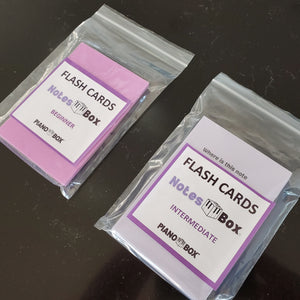 FLASH CARDS
Notes Box
BEGINNER
PIANO BOX
Where is this note
FLASH CARDS
Notes Box
INTERMEDIATE
PIANO BOX